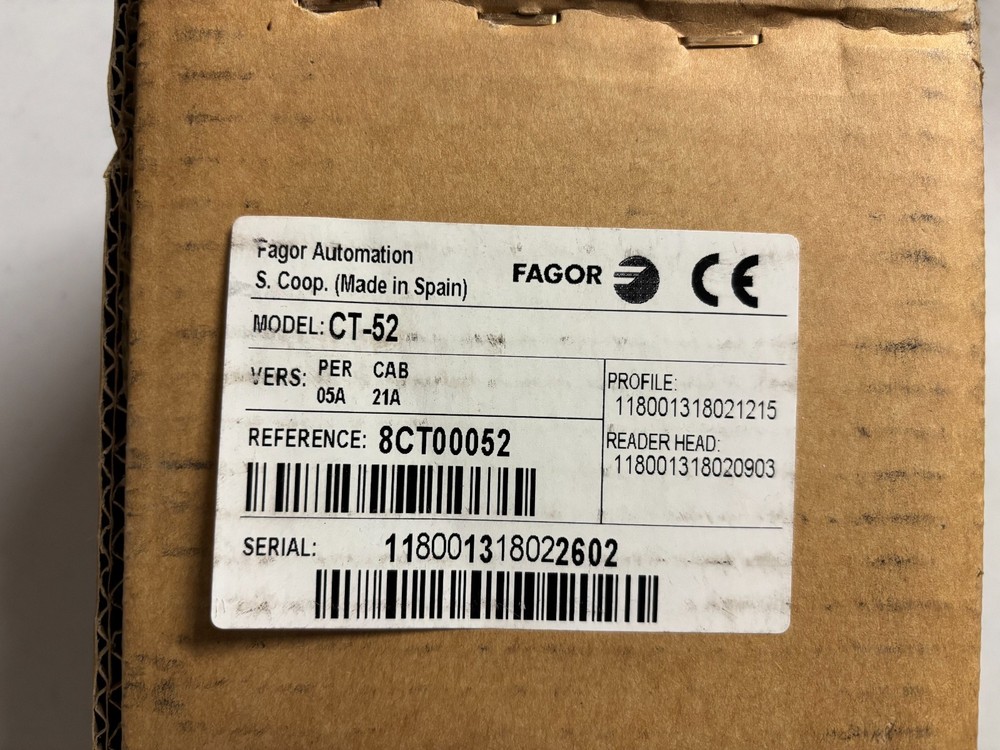 Fagor Automation
S. Coop. (Made in Spain)
FAGOR
CE
MODEL: CT-52
VERS: PER CAB
05A 21A
PROFILE:
118001318021215
REFERENCE: 8CT00052
READER HEAD:
118001318020903
SERIAL: 118001318022602